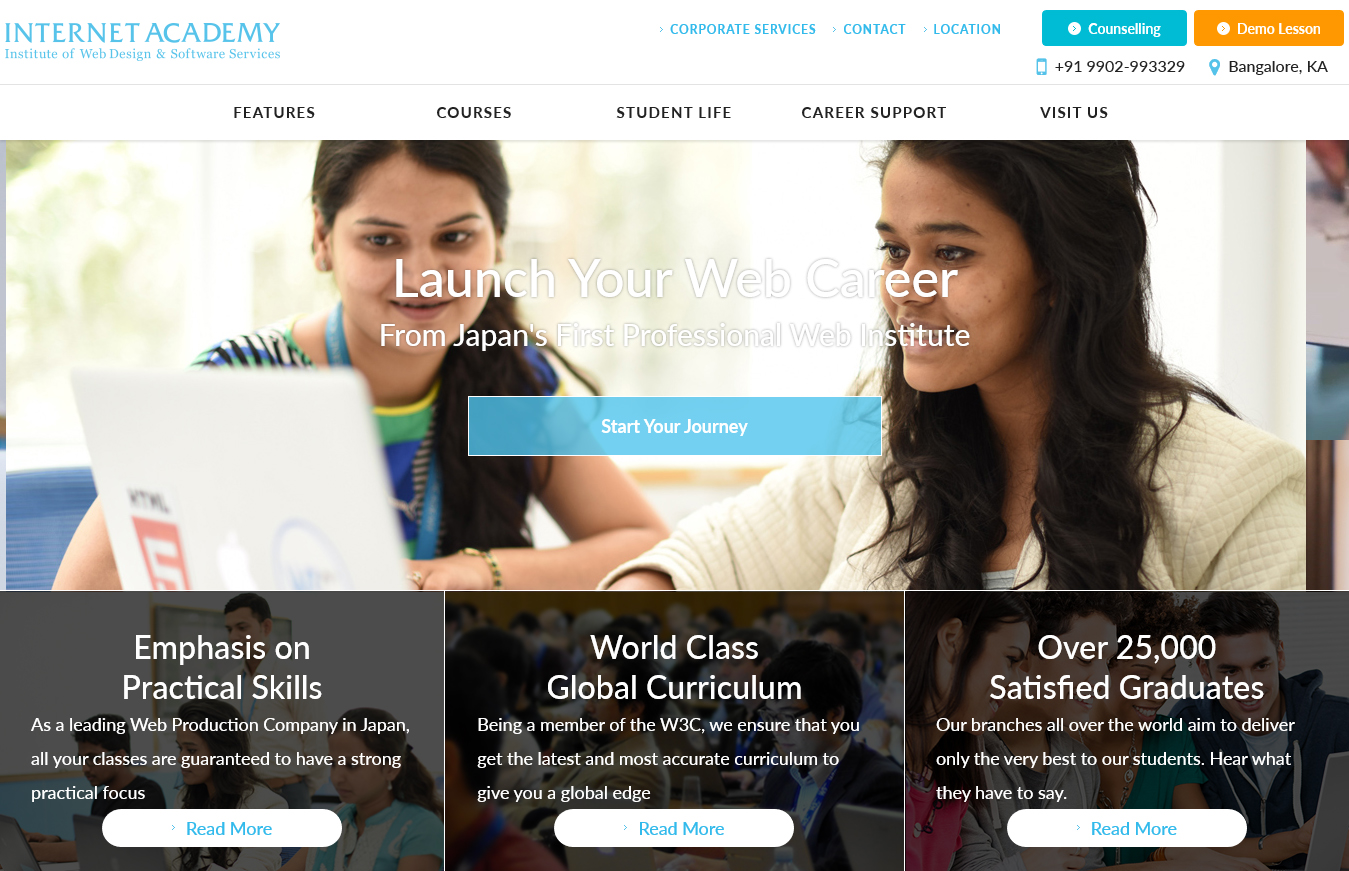 INTERNET ACADEMY
Institute of Web Design & Software Services
CORPORATE SERVICES
CONTACT
LOCATION
Counselling
Demo Lesson
+91 9902-993329
Bangalore, KA
FEATURES
COURSES
STUDENT LIFE
CAREER SUPPORT
VISIT US
Launch Your Web Career
From Japan's First Professional Web Institute
Start Your Journey
HTML
Emphasis on
Practical Skills
As a leading Web Production Company in Japan,
all your classes are guaranteed to have a strong
practical focus
Read More
World Class
Global Curriculum
Being a member of the W3C, we ensure that you
get the latest and most accurate curriculum to
give you a global edge
Read More
Over 25,000
Satisfied Graduates
Our branches all over the world aim to deliver
only the very best to our students. Hear what
they have to say.
Read More